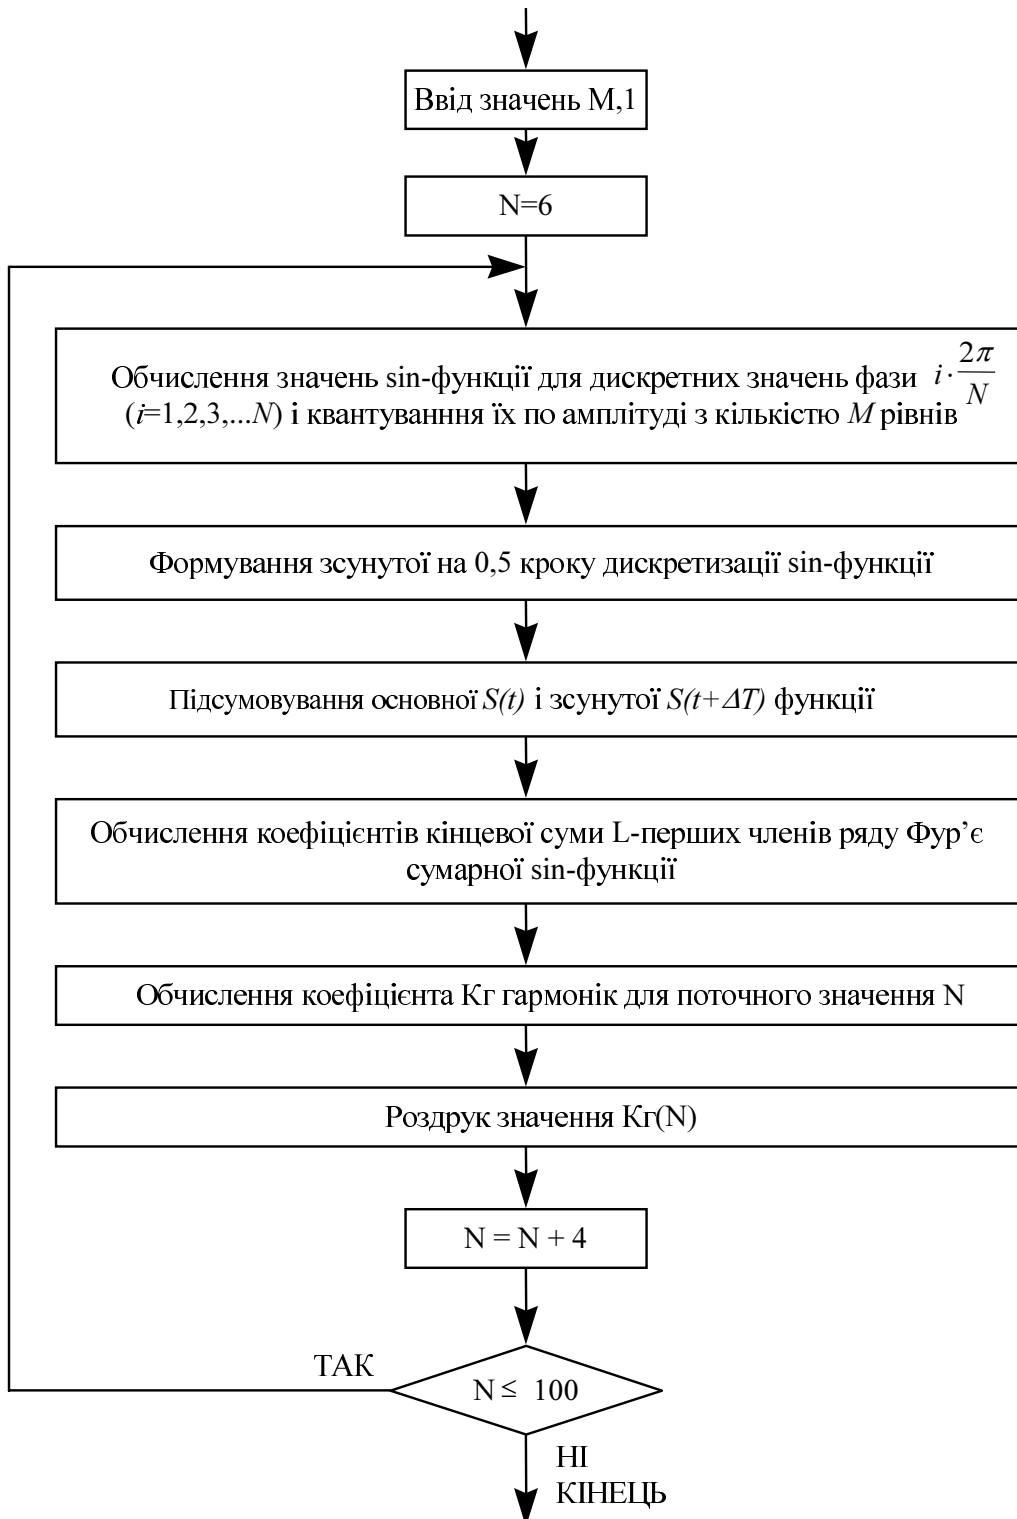 Ввід значень M,1
N=6
Обчислення значень sin-функції для дискретних значень фази i · 2π/N
(i=1,2,3,...N) і квантуванння їх по амплітуді з кількістю M рівнів
Формування зсунутої на 0,5 кроку дискретизації sin-функції
Підсумовування основної S(t) і зсунутої S(t+ΔT) функції
Обчислення коефіцієнтів кінцевої суми L-перших членів ряду Фур’є
сумарної sin-функції
Обчислення коефіцієнта Кг гармонік для поточного значення N
Роздрук значення Кг(N)
N = N + 4
ТАК
N ≤ 100
НІ
КІНЕЦЬ